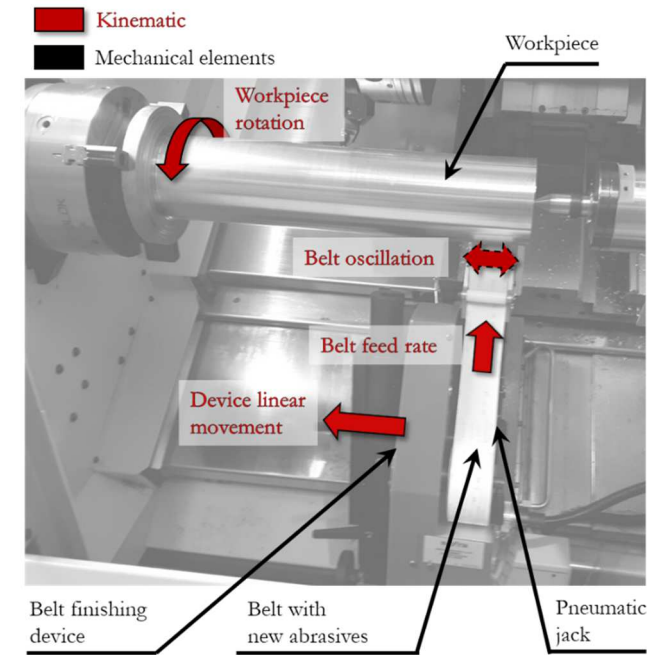 Kinematic
Mechanical elements
Workpiece
Workpiece
rotation
Belt oscillation
Belt feed rate
Device linear
movement
Belt finishing
device
Belt with
new abrasives
Pneumatic
jack